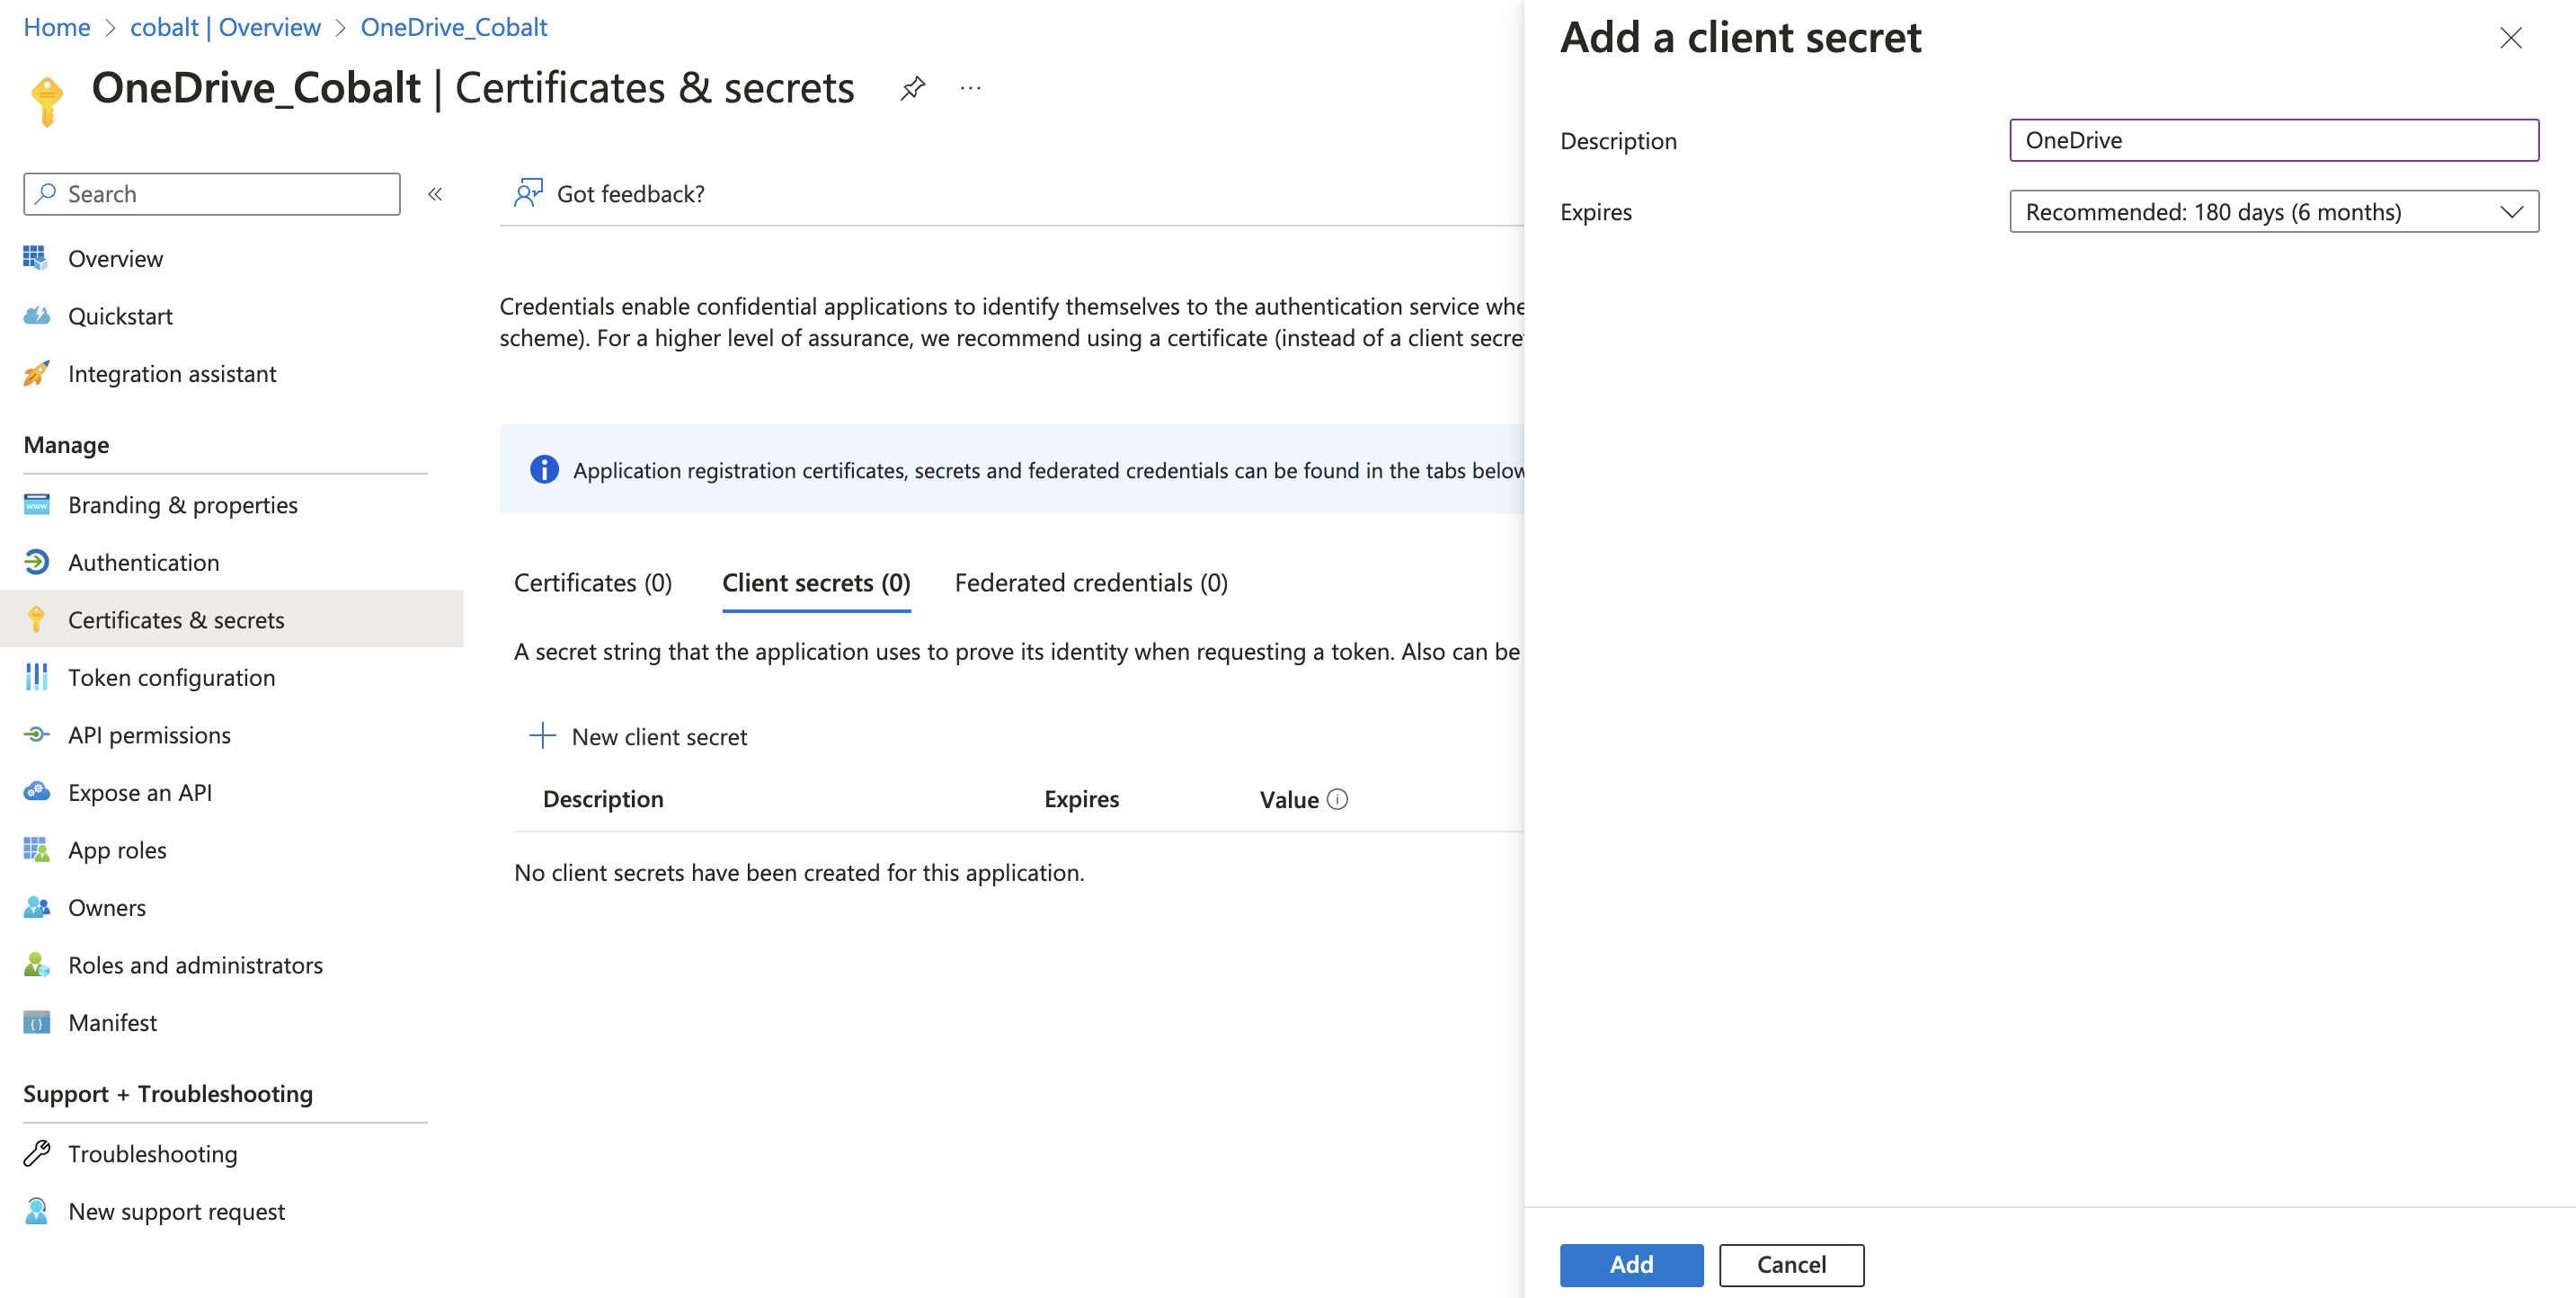 Home > cobalt | Overview > OneDrive_Cobalt
OneDrive_Cobalt | Certificates & secrets
Search
Overview
Quickstart
Integration assistant
Manage
Branding & properties
Authentication
Certificates & secrets
Token configuration
API permissions
Expose an API
App roles
Owners
Roles and administrators
Manifest
Support + Troubleshooting
Troubleshooting
New support request
Got feedback?
Credentials enable confidential applications to identify themselves to the authentication service whe
scheme). For a higher level of assurance, we recommend using a certificate (instead of a client secre
Application registration certificates, secrets and federated credentials can be found in the tabs below
Certificates (0) Client secrets (0) Federated credentials (0)
A secret string that the application uses to prove its identity when requesting a token. Also can be
New client secret
Description Expires Value
No client secrets have been created for this application.
Add a client secret
Description OneDrive
Expires Recommended: 180 days (6 months)
Add Cancel